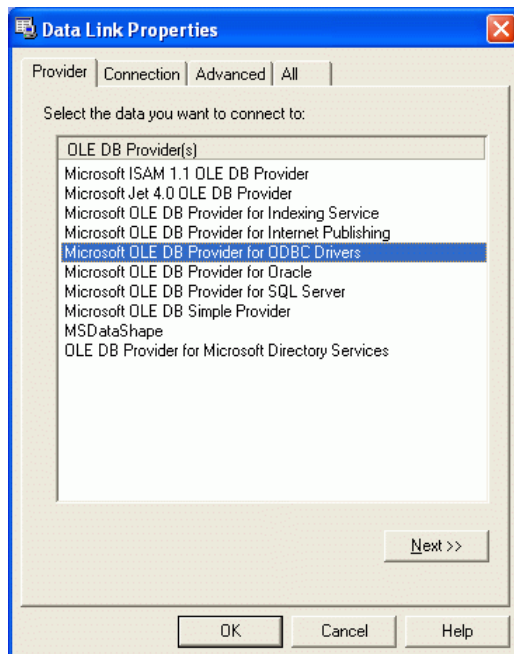 Data Link Properties
Provider Connection Advanced All
Select the data you want to connect to:
OLE DB Provider(s)
Microsoft ISAM 1.1 OLE DB Provider
Microsoft Jet 4.0 OLE DB Provider
Microsoft OLE DB Provider for Indexing Service
Microsoft OLE DB Provider for Internet Publishing
Microsoft OLE DB Provider for ODBC Drivers
Microsoft OLE DB Provider for Oracle
Microsoft OLE DB Provider for SQL Server
Microsoft OLE DB Simple Provider
MSDataShape
OLE DB Provider for Microsoft Directory Services
Next >>
OK Cancel Help